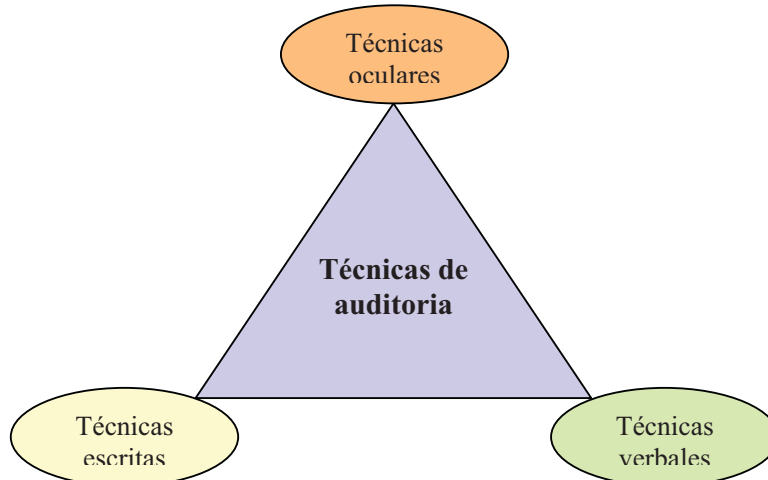 Técnicas
oculares
Técnicas de
auditoria
Técnicas
escritas
Técnicas
verbales